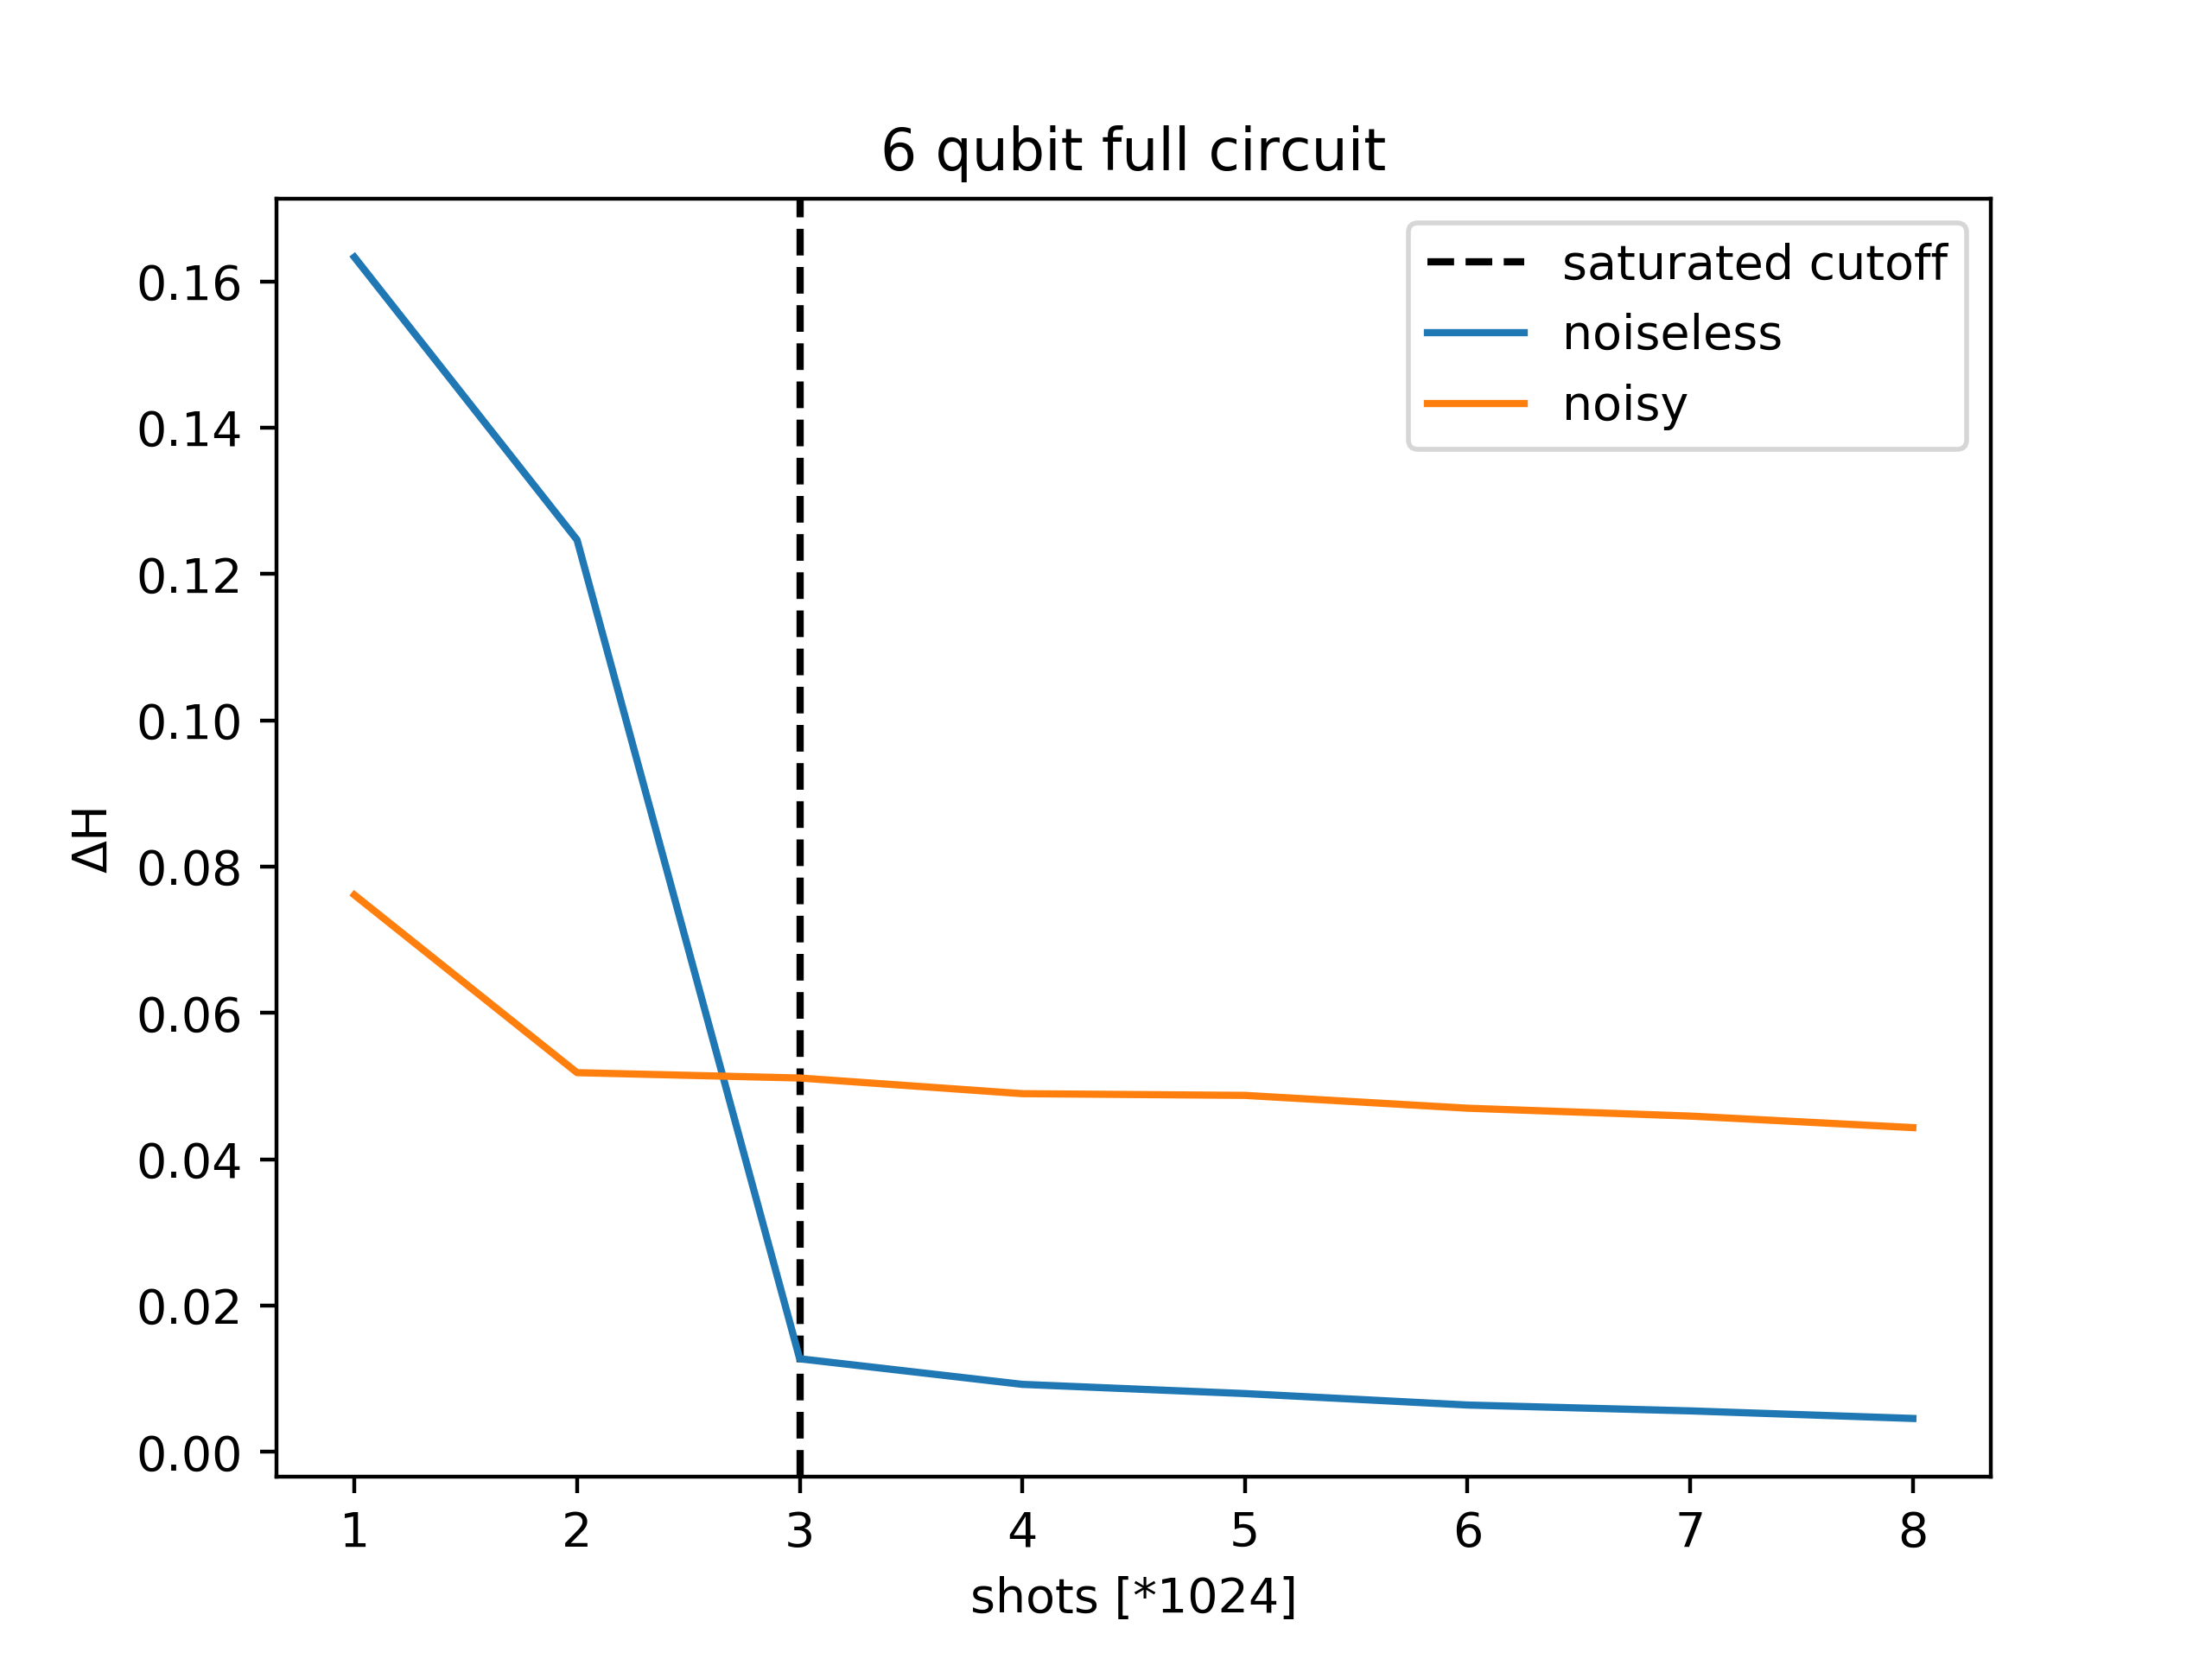 6 qubit full circuit
saturated cutoff
noiseless
noisy
0.16
0.14
0.12
0.10
0.08
0.06
0.04
0.02
0.00
ΔH
1 2 3 4 5 6 7 8
shots [*1024]